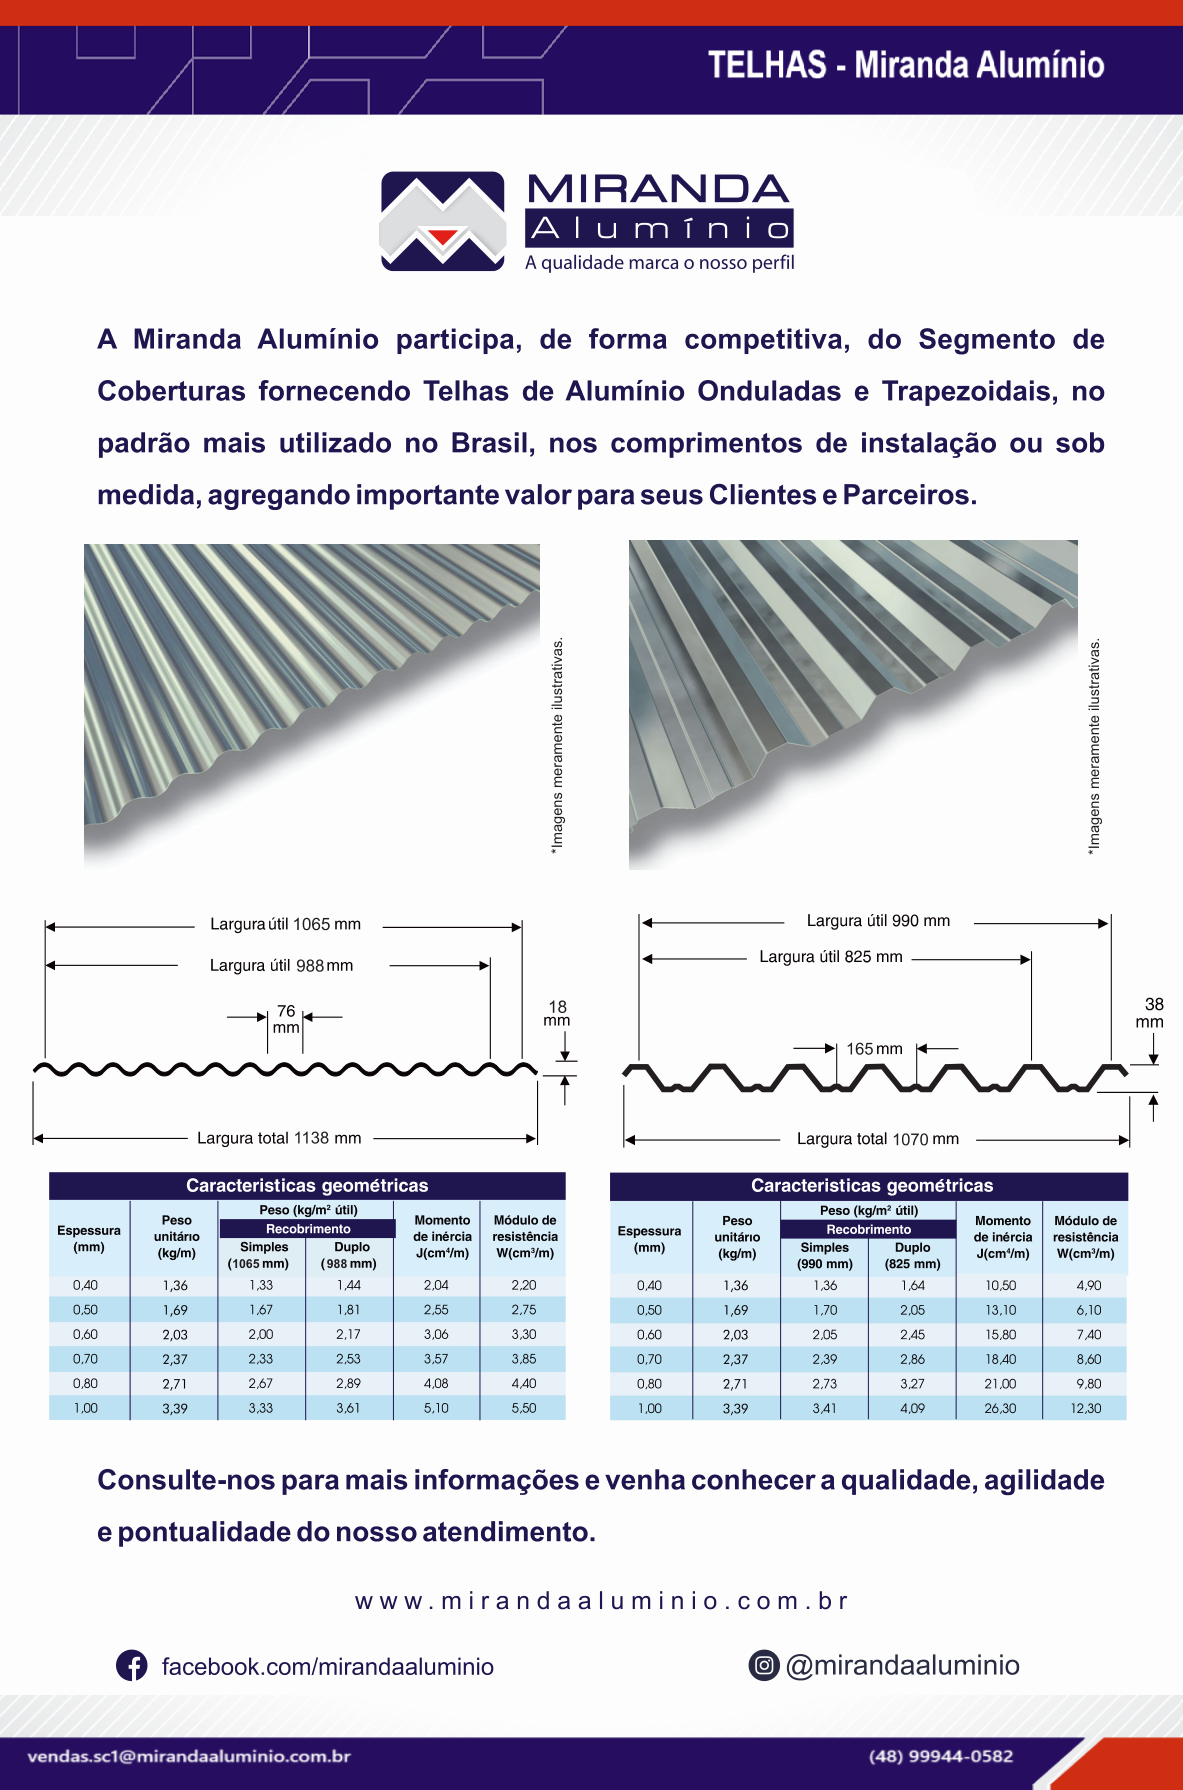 TELHAS - Miranda Alumínio
MIRANDA
Alumínio
A qualidade marca o nosso perfil
A Miranda Alumínio participa, de forma competitiva, do Segmento de
Coberturas fornecendo Telhas de Alumínio Onduladas e Trapezoidais, no
padrão mais utilizado no Brasil, nos comprimentos de instalação ou sob
medida, agregando importante valor para seus Clientes e Parceiros.
*Imagens meramente ilustrativas.
*Imagens meramente ilustrativas.
Largura útil 1065 mm
Largura útil 988 mm
76
mm
18
mm
Largura total 1138 mm
Largura útil 990 mm
Largura útil 825 mm
38
mm
165 mm
Largura total 1070 mm
Caracteristicas geométricas
Espessura (mm) Peso unitárıo (kg/m) Peso (kg/m² útil) Momento de inércia J(cm⁴/m) Módulo de resistência W(cm³/m)
Recobrimento
Simples (1065 mm) Duplo (988 mm)
0,40 1,36 1,33 1,44 2,04 2,20
0,50 1,69 1,67 1,81 2,55 2,75
0,60 2,03 2,00 2,17 3,06 3,30
0,70 2,37 2,33 2,53 3,57 3,85
0,80 2,71 2,67 2,89 4,08 4,40
1,00 3,39 3,33 3,61 5,10 5,50
Caracteristicas geométricas
Espessura (mm) Peso unitárıo (kg/m) Peso (kg/m² útil) Momento de inércia J(cm⁴/m) Módulo de resistência W(cm³/m)
Recobrimento
Simples (990 mm) Duplo (825 mm)
0,40 1,36 1,36 1,64 10,50 4,90
0,50 1,69 1,70 2,05 13,10 6,10
0,60 2,03 2,05 2,45 15,80 7,40
0,70 2,37 2,39 2,86 18,40 8,60
0,80 2,71 2,73 3,27 21,00 9,80
1,00 3,39 3,41 4,09 26,30 12,30
Consulte-nos para mais informações e venha conhecer a qualidade, agilidade
e pontualidade do nosso atendimento.
www.mirandaaluminio.com.br
facebook.com/mirandaaluminio
@mirandaaluminio
vendas.sc1@mirandaaluminio.com.br
(48) 99944-0582